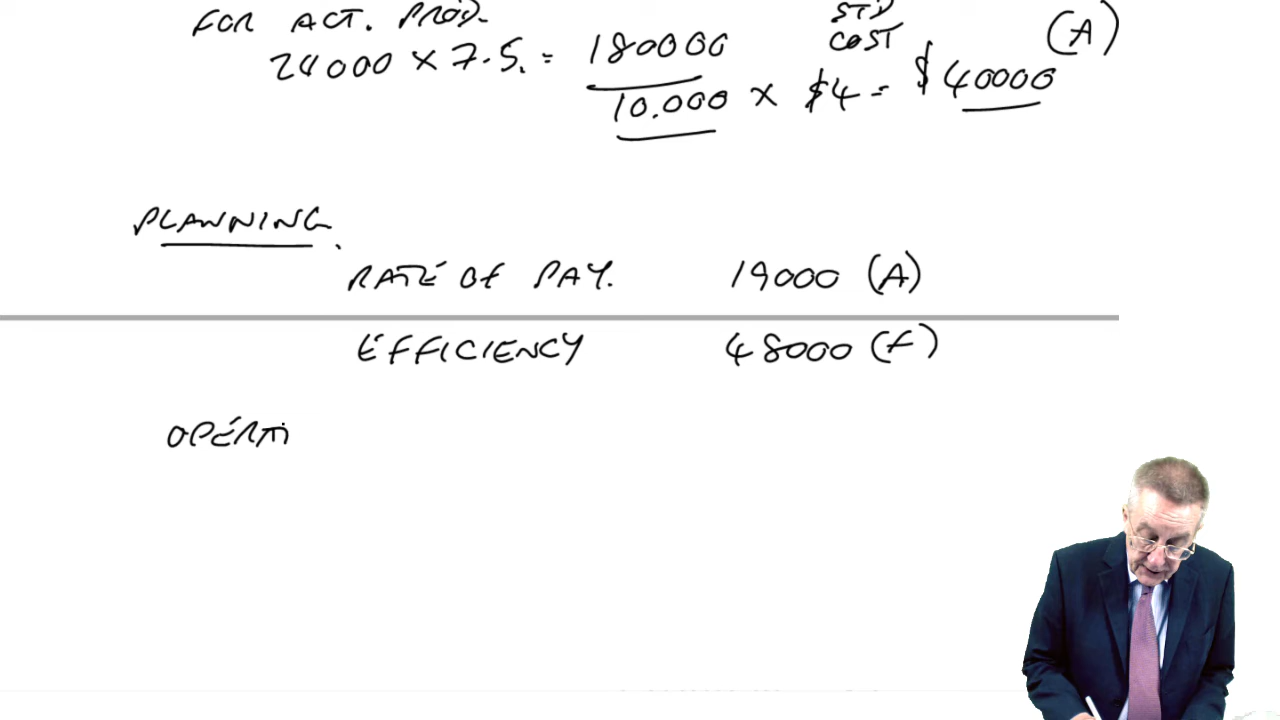 FOR ACT. PROD.
24000 × 7.5. = 180000
10.000 × $4 = $40000
STD
COST
(A)
PLANNING.
RATE OF PAY. 19000 (A)
EFFICIENCY 48000 (F)
OPERATI